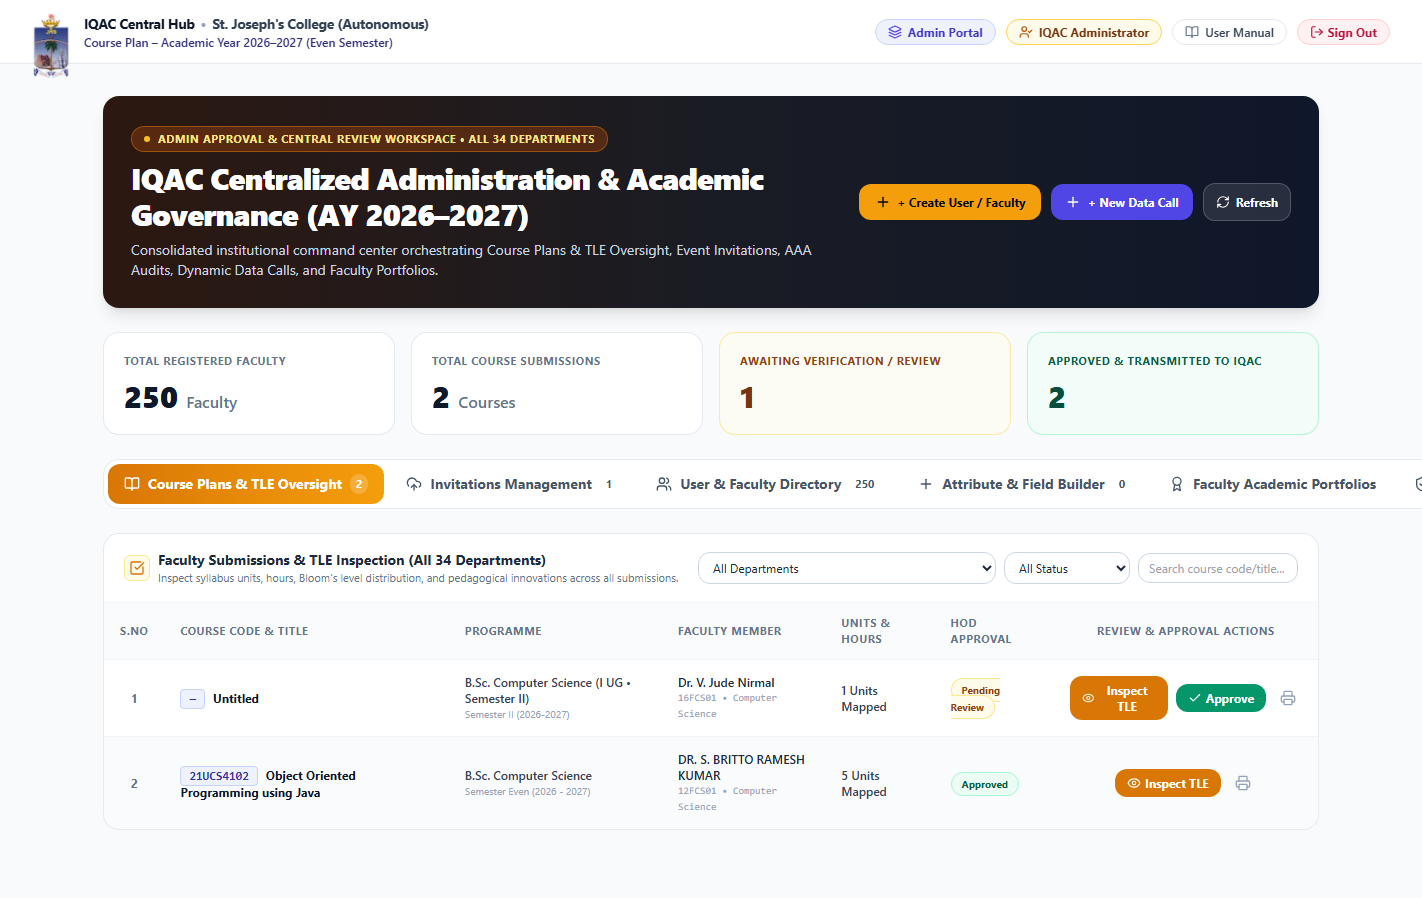 IQAC Central Hub • St. Joseph's College (Autonomous)
Course Plan – Academic Year 2026–2027 (Even Semester)
Admin Portal
IQAC Administrator
User Manual
Sign Out
ADMIN APPROVAL & CENTRAL REVIEW WORKSPACE • ALL 34 DEPARTMENTS
IQAC Centralized Administration & Academic
Governance (AY 2026–2027)
Consolidated institutional command center orchestrating Course Plans & TLE Oversight, Event Invitations, AAA
Audits, Dynamic Data Calls, and Faculty Portfolios.
+ Create User / Faculty
+ New Data Call
Refresh
TOTAL REGISTERED FACULTY
250 Faculty
TOTAL COURSE SUBMISSIONS
2 Courses
AWAITING VERIFICATION / REVIEW
1
APPROVED & TRANSMITTED TO IQAC
2
Course Plans & TLE Oversight 2
Invitations Management 1
User & Faculty Directory 250
Attribute & Field Builder 0
Faculty Academic Portfolios
Faculty Submissions & TLE Inspection (All 34 Departments)
Inspect syllabus units, hours, Bloom's level distribution, and pedagogical innovations across all submissions.
All Departments
All Status
Search course code/title...
S.NO
COURSE CODE & TITLE
PROGRAMME
FACULTY MEMBER
UNITS &
HOURS
HOD
APPROVAL
REVIEW & APPROVAL ACTIONS
1
– Untitled
B.Sc. Computer Science (I UG •
Semester II)
Semester II (2026-2027)
Dr. V. Jude Nirmal
16FCS01 • Computer
Science
1 Units
Mapped
Pending
Review
Inspect
TLE
Approve
2
21UCS4102 Object Oriented
Programming using Java
B.Sc. Computer Science
Semester Even (2026 - 2027)
DR. S. BRITTO RAMESH
KUMAR
12FCS01 • Computer
Science
5 Units
Mapped
Approved
Inspect TLE